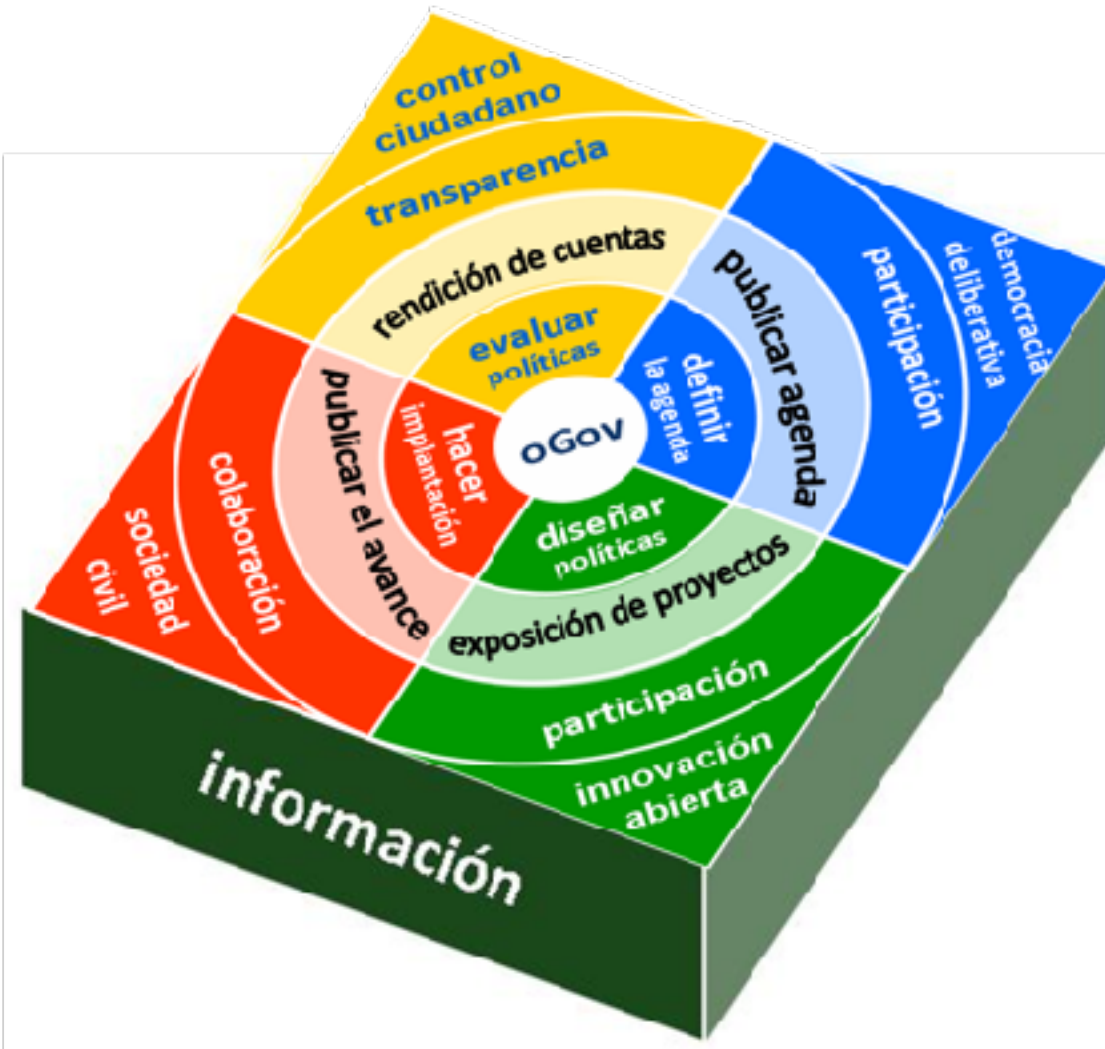 control
ciudadano
transparencia
rendición de cuentas
evaluar
políticas
democracia
deliberativa
participación
publicar agenda
definir
la agenda
oGov
hacer
implantación
publicar el avance
colaboración
sociedad
civil
diseñar
políticas
exposición de proyectos
participación
innovación
abierta
información